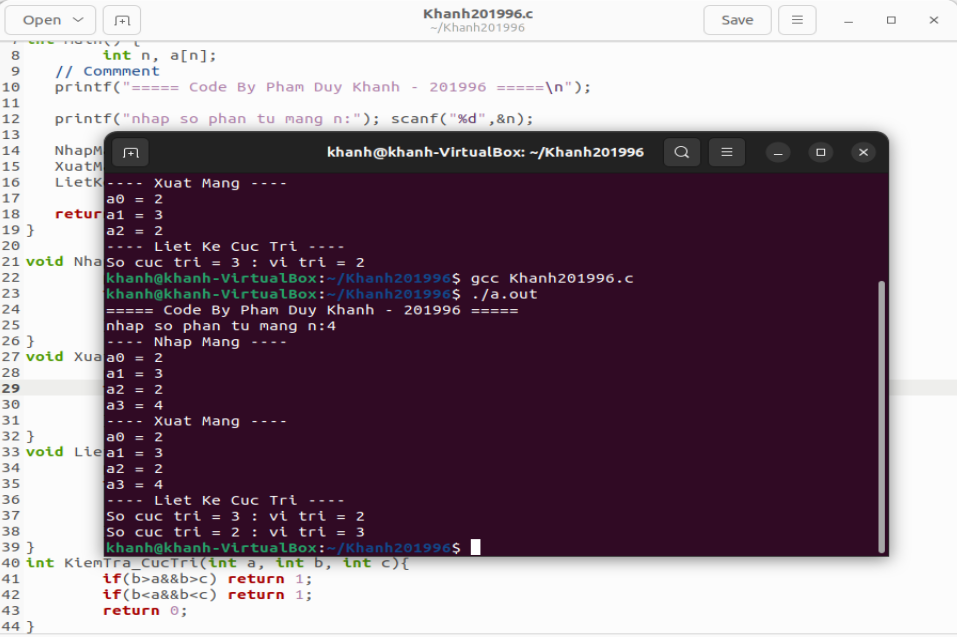 Open
Khanh201996.c
~/Khanh201996
Save
8 int n, a[n];
9 // Commment
10 printf("===== Code By Pham Duy Khanh - 201996 =====\n");
11
12 printf("nhap so phan tu mang n:"); scanf("%d",&n);
13
14 NhapM
15 XuatM
16 LietK
17
18 retur
19 }
20
21 void Nha
22
23
24
25
26 }
27 void Xua
28
29
30
31
32 }
33 void Lie
34
35
36
37
38
39 }
40 int KiemTra_CucTri(int a, int b, int c){
41 if(b>a&&b>c) return 1;
42 if(b<a&&b<c) return 1;
43 return 0;
44 }
khanh@khanh-VirtualBox: ~/Khanh201996
---- Xuat Mang ----
a0 = 2
a1 = 3
a2 = 2
---- Liet Ke Cuc Tri ----
So cuc tri = 3 : vi tri = 2
khanh@khanh-VirtualBox:~/Khanh201996$ gcc Khanh201996.c
khanh@khanh-VirtualBox:~/Khanh201996$ ./a.out
===== Code By Pham Duy Khanh - 201996 =====
nhap so phan tu mang n:4
---- Nhap Mang ----
a0 = 2
a1 = 3
a2 = 2
a3 = 4
---- Xuat Mang ----
a0 = 2
a1 = 3
a2 = 2
a3 = 4
---- Liet Ke Cuc Tri ----
So cuc tri = 3 : vi tri = 2
So cuc tri = 2 : vi tri = 3
khanh@khanh-VirtualBox:~/Khanh201996$